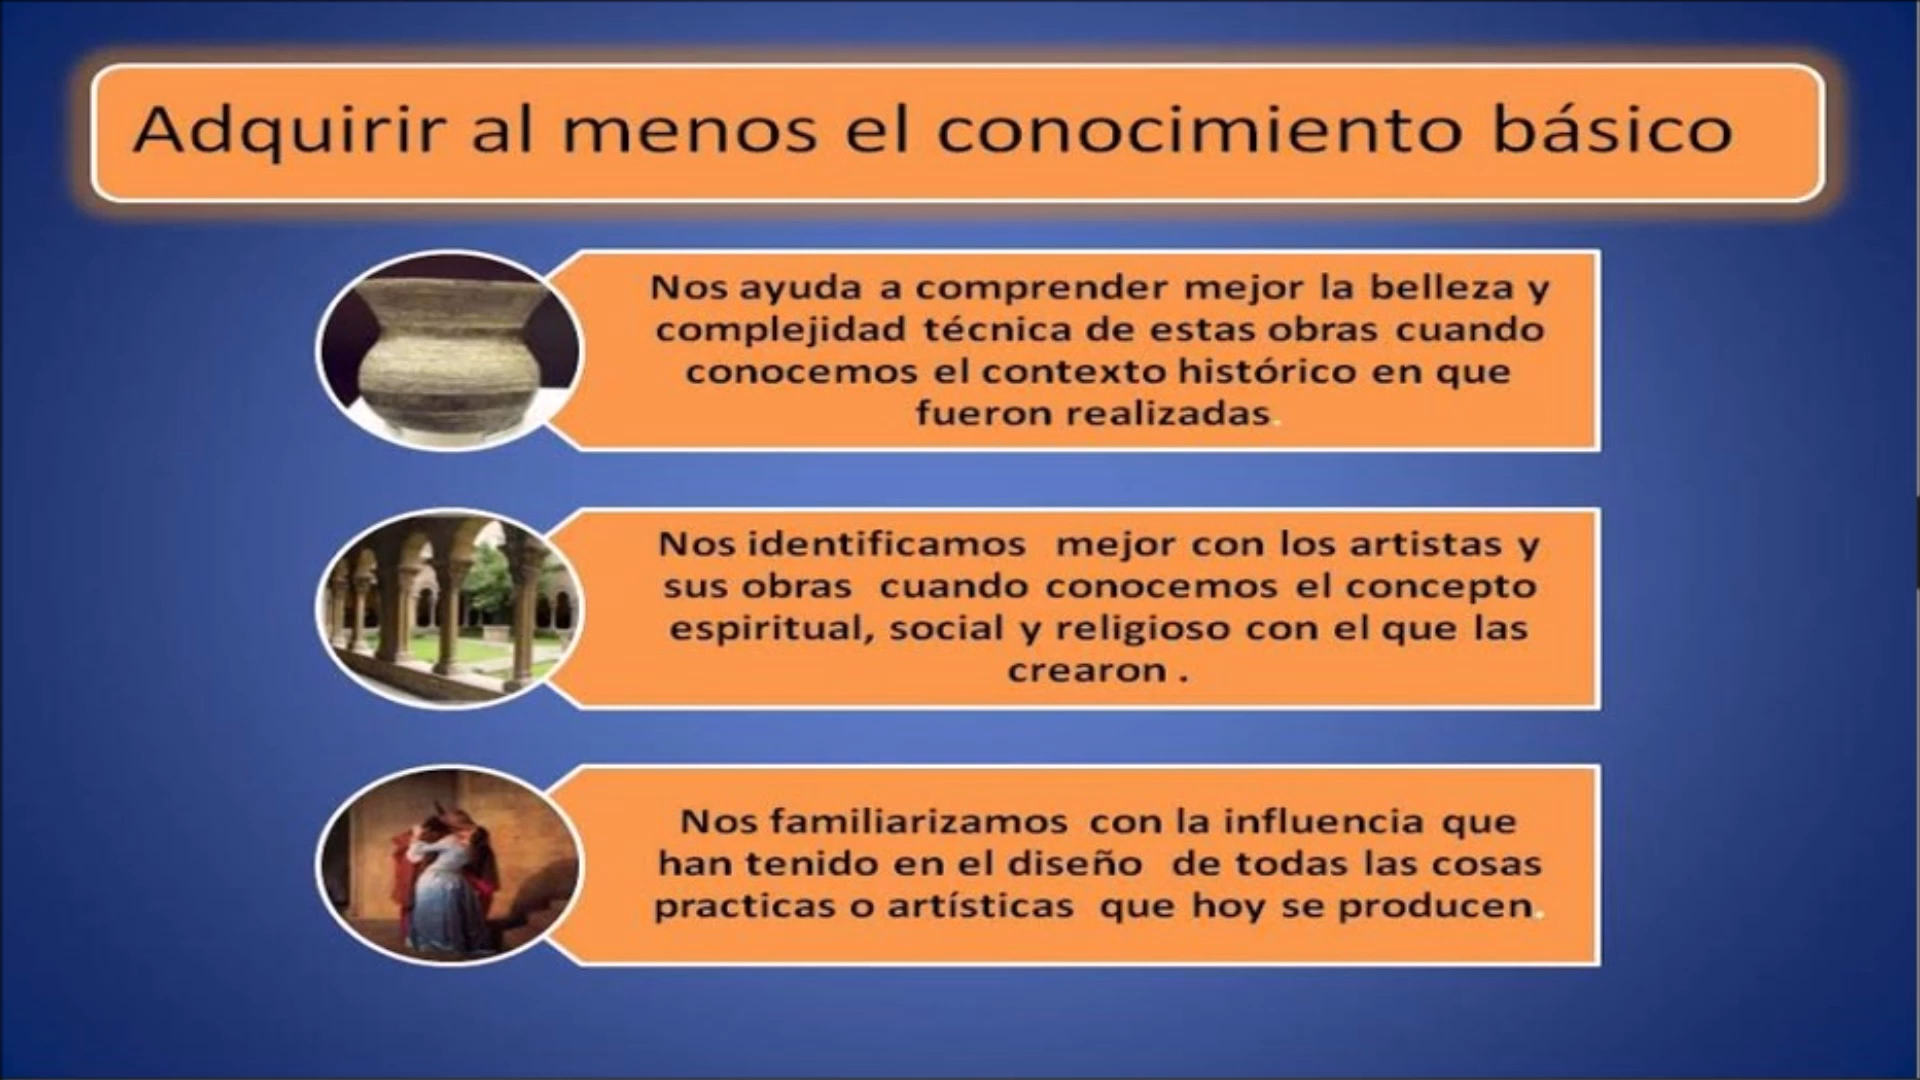 Adquirir al menos el conocimiento básico
Nos ayuda a comprender mejor la belleza y
complejidad técnica de estas obras cuando
conocemos el contexto histórico en que
fueron realizadas.
Nos identificamos mejor con los artistas y
sus obras cuando conocemos el concepto
espiritual, social y religioso con el que las
crearon .
Nos familiarizamos con la influencia que
han tenido en el diseño de todas las cosas
practicas o artísticas que hoy se producen.